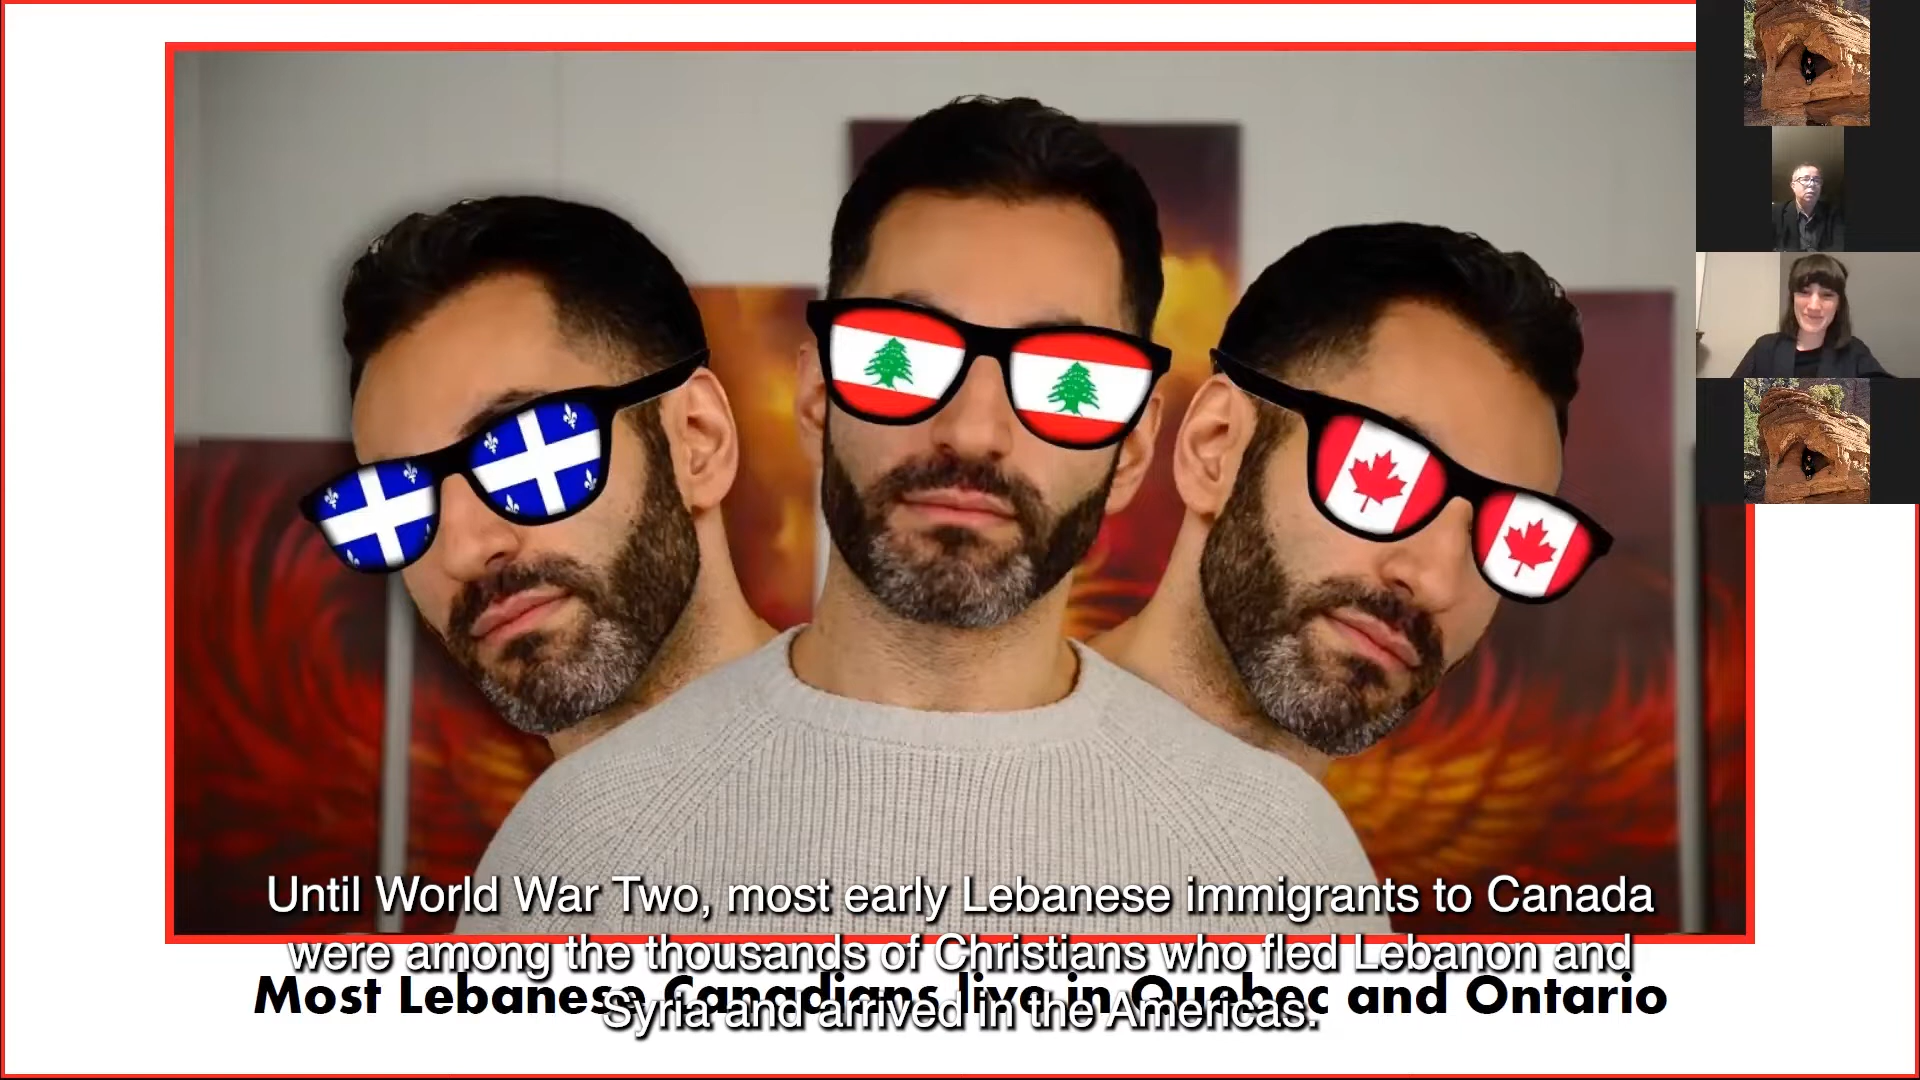 Until World War Two, most early Lebanese immigrants to Canada
were among the thousands of Christians who fled Lebanon and
Syria and arrived in the Americas.
Most Lebanese Canadians live in Quebec and Ontario